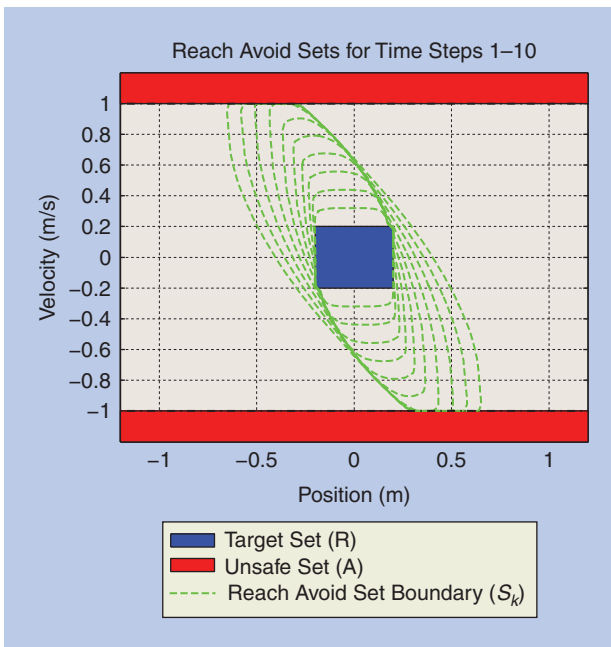 Reach Avoid Sets for Time Steps 1–10
Velocity (m/s)
1
0.8
0.6
0.4
0.2
0
−0.2
−0.4
−0.6
−0.8
−1
−1
−0.5
0
0.5
1
Position (m)
Target Set (R)
Unsafe Set (A)
Reach Avoid Set Boundary (Sk)